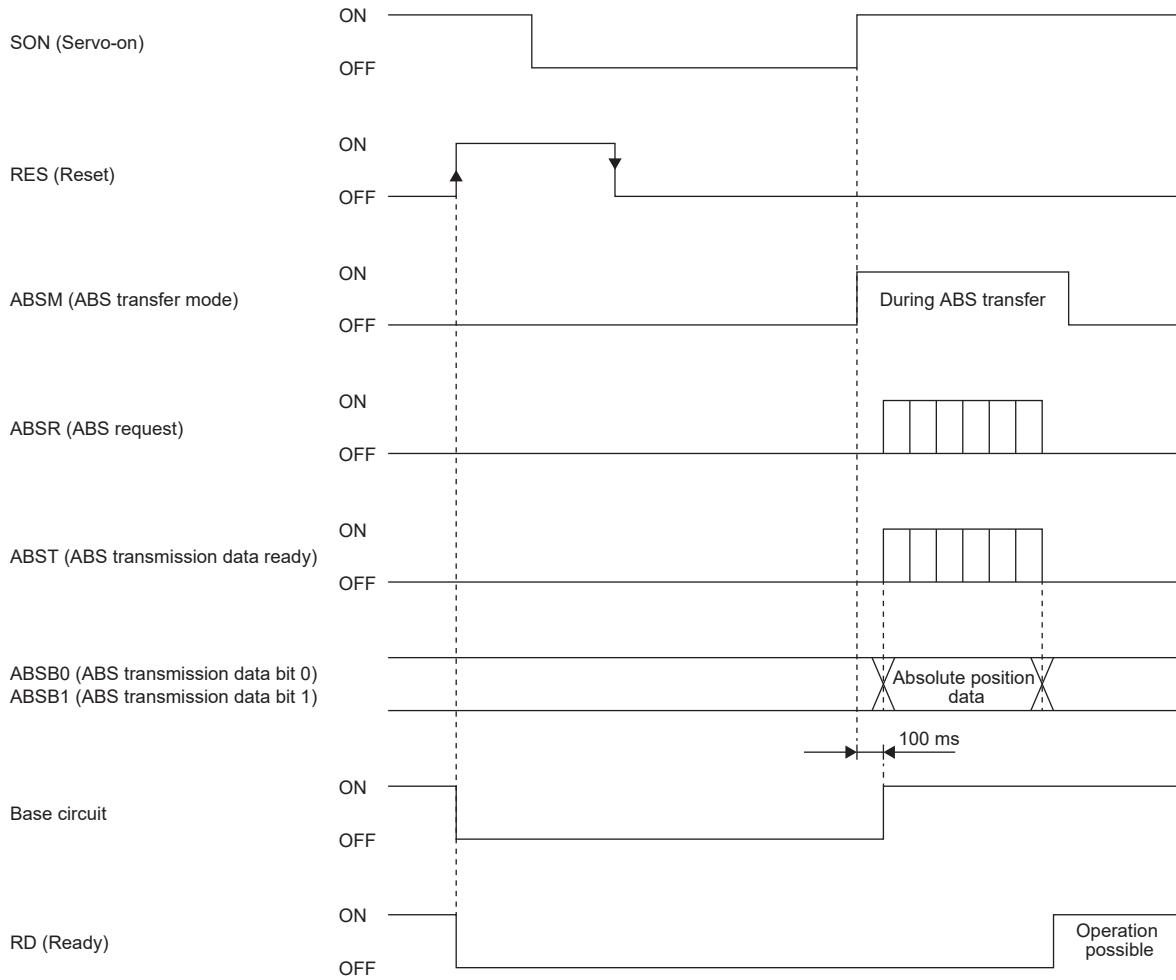 ON
SON (Servo-on)
OFF
ON
RES (Reset)
OFF
ON
ABSM (ABS transfer mode)
During ABS transfer
OFF
ON
ABSR (ABS request)
OFF
ON
ABST (ABS transmission data ready)
OFF
ABSB0 (ABS transmission data bit 0)
ABSB1 (ABS transmission data bit 1)
Absolute position
data
100 ms
ON
Base circuit
OFF
ON
RD (Ready)
Operation
possible
OFF